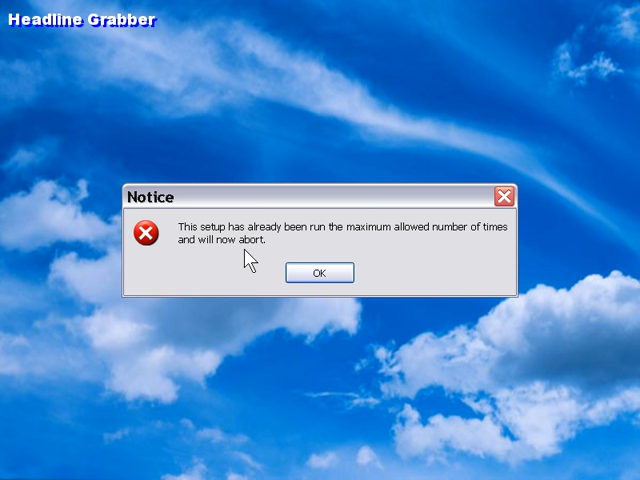 Headline Grabber
Notice
This setup has already been run the maximum allowed number of times
and will now abort.
OK